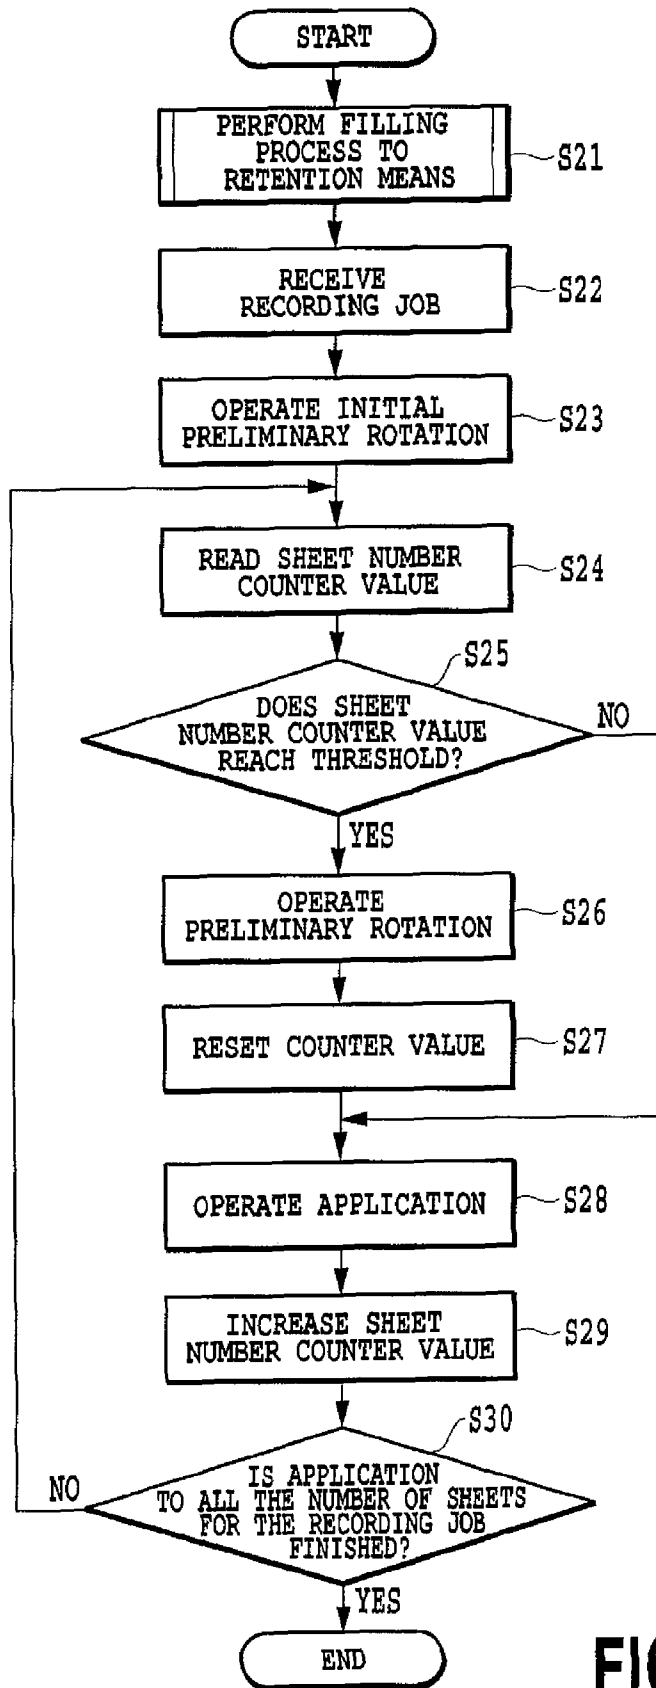 START
PERFORM FILLING
PROCESS TO
RETENTION MEANS
S21
RECEIVE
RECORDING JOB
S22
OPERATE INITIAL
PRELIMINARY ROTATION
S23
READ SHEET NUMBER
COUNTER VALUE
S24
S25
DOES SHEET
NUMBER COUNTER VALUE
REACH THRESHOLD?
NO
YES
OPERATE
PRELIMINARY ROTATION
S26
RESET COUNTER VALUE
S27
OPERATE APPLICATION
S28
INCREASE SHEET
NUMBER COUNTER VALUE
S29
S30
IS APPLICATION
TO ALL THE NUMBER OF SHEETS
FOR THE RECORDING JOB
FINISHED?
NO
YES
END